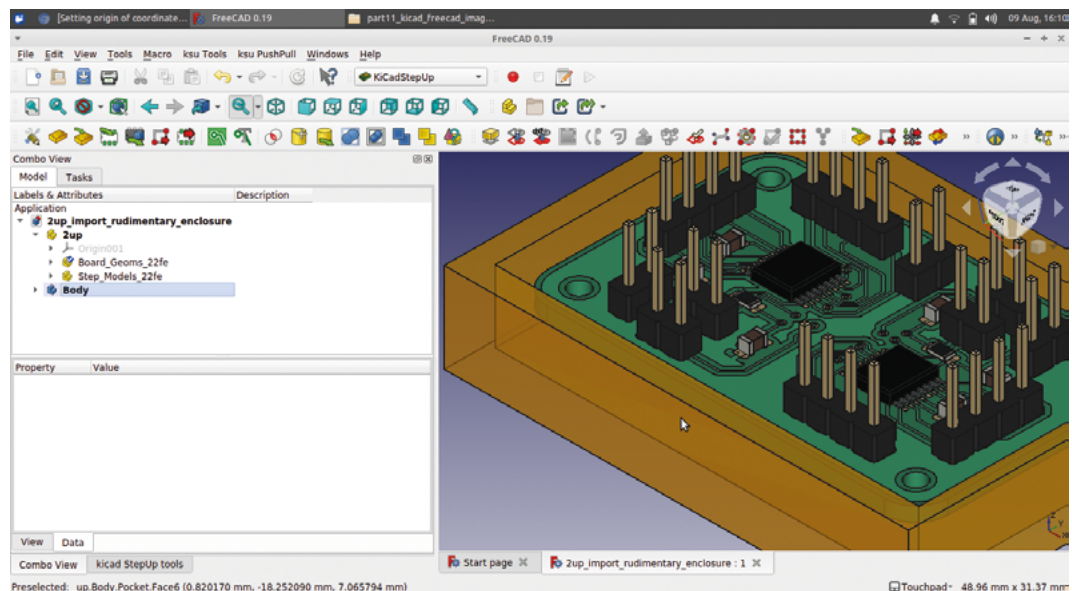 [Setting origin of coordinate... FreeCAD 0.19 part11_kicad_freecad_imag... 09 Aug, 16:10
FreeCAD 0.19
File Edit View Tools Macro ksu Tools ksu PushPull Windows Help
KiCadStepUp
Combo View
Model Tasks
Labels & Attributes Description
Application
2up_import_rudimentary_enclosure
2up
Origin001
Board_Geoms_22fe
Step_Models_22fe
Body
Property Value
View Data
Combo View kicad StepUp tools
Start page 2up_import_rudimentary_enclosure : 1
Preselected: up.Body.Pocket.Face6 (0.820170 mm, -18.252090 mm, 7.065794 mm)
Touchpad 48.96 mm x 31.37 mm